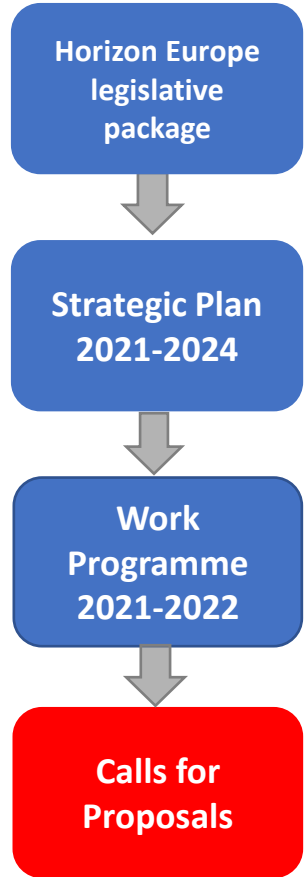 Horizon Europe
legislative
package
Strategic Plan
2021-2024
Work
Programme
2021-2022
Calls for
Proposals